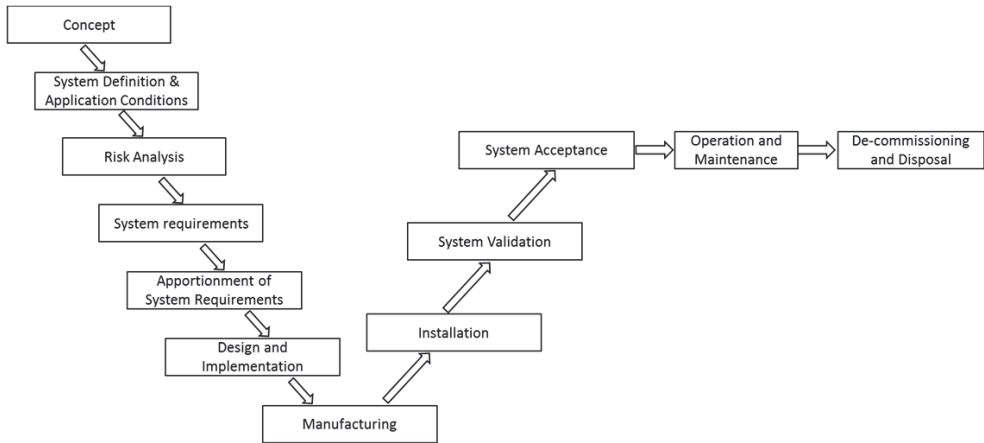 Concept
System Definition &
Application Conditions
Risk Analysis
System requirements
Apportionment of
System Requirements
Design and
Implementation
Manufacturing
Installation
System Validation
System Acceptance
Operation and
Maintenance
De-commissioning
and Disposal